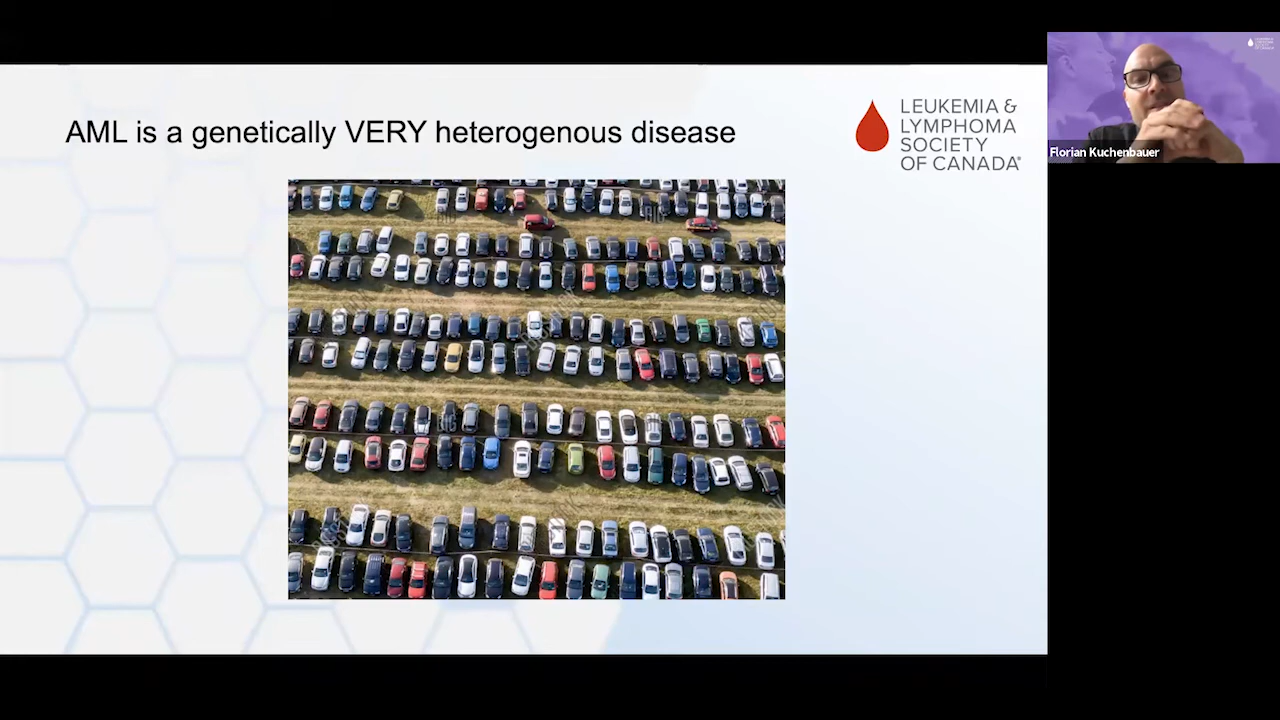 AML is a genetically VERY heterogenous disease
LEUKEMIA &
LYMPHOMA
SOCIETY
OF CANADA®
Florian Kuchenbauer